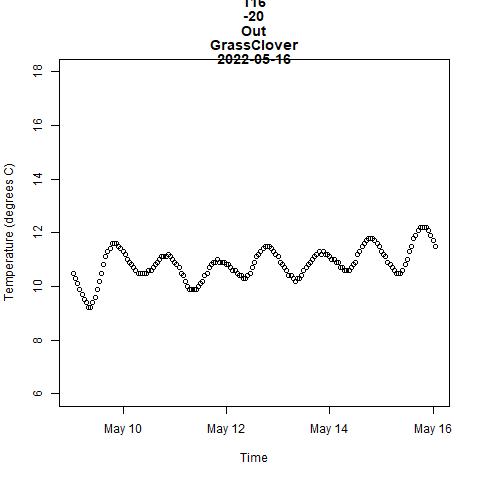 T16
-20
Out
GrassClover
2022-05-16
Temperature (degrees C)
18
16
14
12
10
8
6
May 10
May 12
May 14
May 16
Time